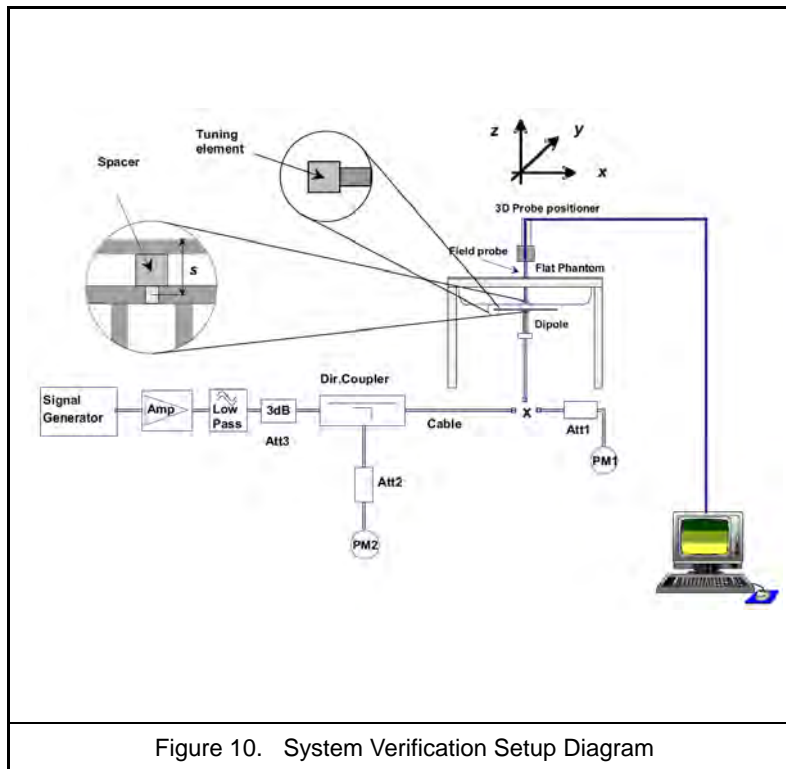 Tuning
element
Spacer
s
z
y
x
3D Probe positioner
Field probe
Flat Phantom
Dipole
Signal
Generator
Amp
Low
Pass
3dB
Att3
Dir.Coupler
Cable
x
Att1
PM1
Att2
PM2
Figure 10. System Verification Setup Diagram